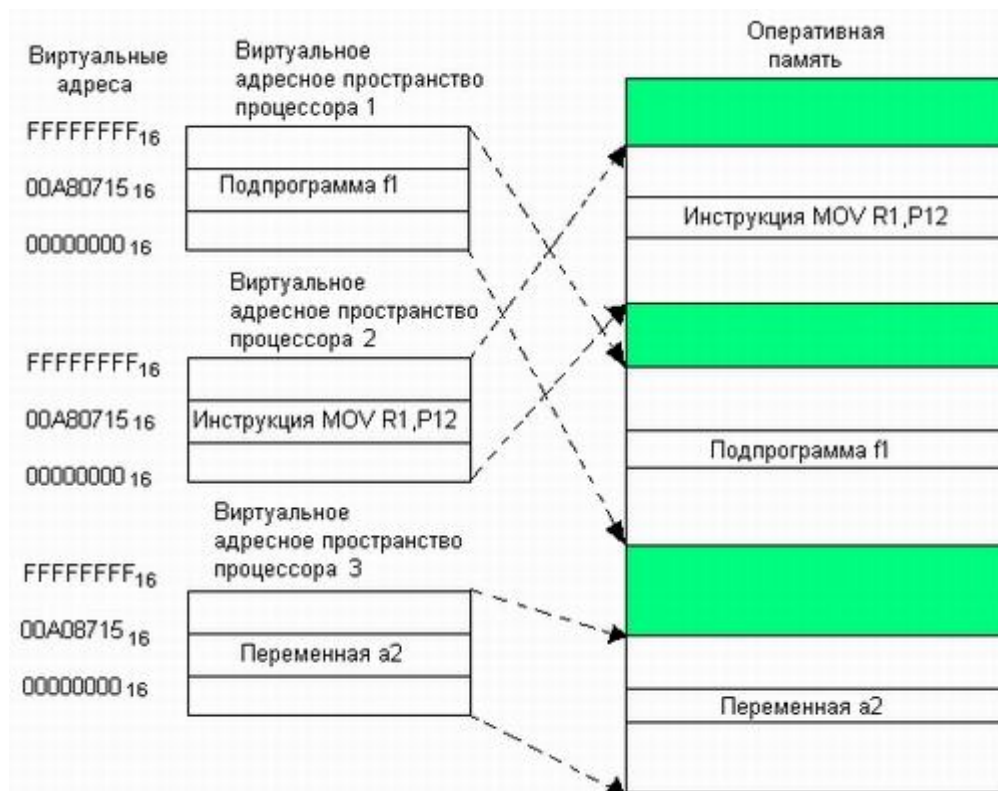 Виртуальные
адреса
Виртуальное
адресное пространство
процессора 1
FFFFFFFF16
00A8071516
0000000016
Подпрограмма f1
Виртуальное
адресное пространство
процессора 2
FFFFFFFF16
00A8071516
0000000016
Инструкция MOV R1,P12
Виртуальное
адресное пространство
процессора 3
FFFFFFFF16
00A0871516
0000000016
Переменная a2
Оперативная
память
Инструкция MOV R1,P12
Подпрограмма f1
Переменная a2